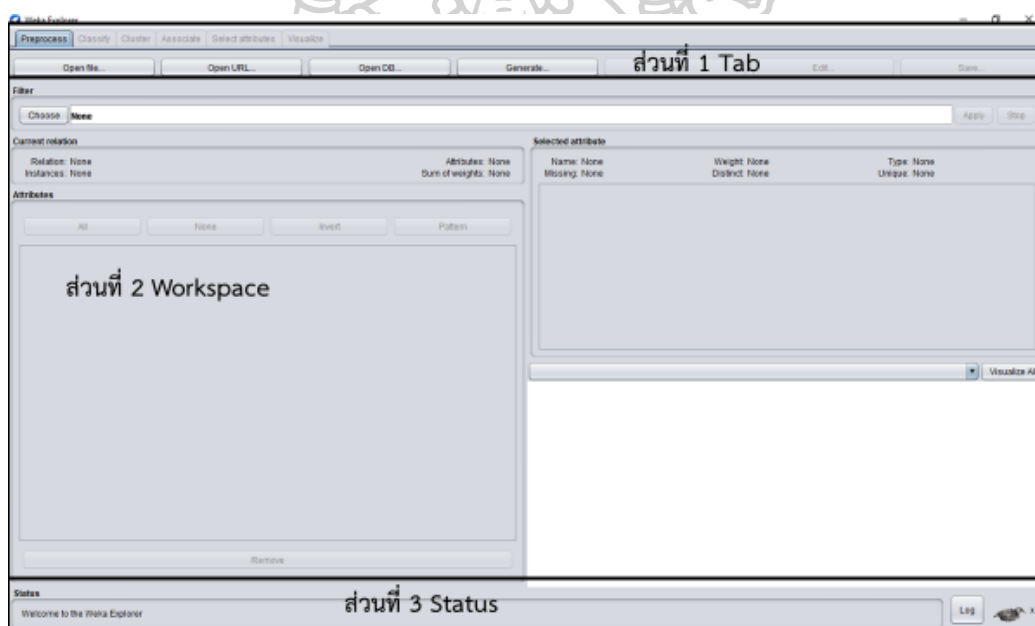 Weka Explorer
Preprocess Classify Cluster Associate Select attributes Visualize
Open file... Open URL... Open DB... Generate... ส่วนที่ 1 Tab Edit... Save...
Filter
Choose None Apply Stop
Current relation
Relation: None Attributes: None
Instances: None Sum of weights: None
Selected attribute
Name: None Weight: None Type: None
Missing: None Distinct: None Unique: None
Attributes
All None Invert Pattern
ส่วนที่ 2 Workspace
Visualize All
Remove
Status
ส่วนที่ 3 Status
Welcome to the Weka Explorer
Log
x